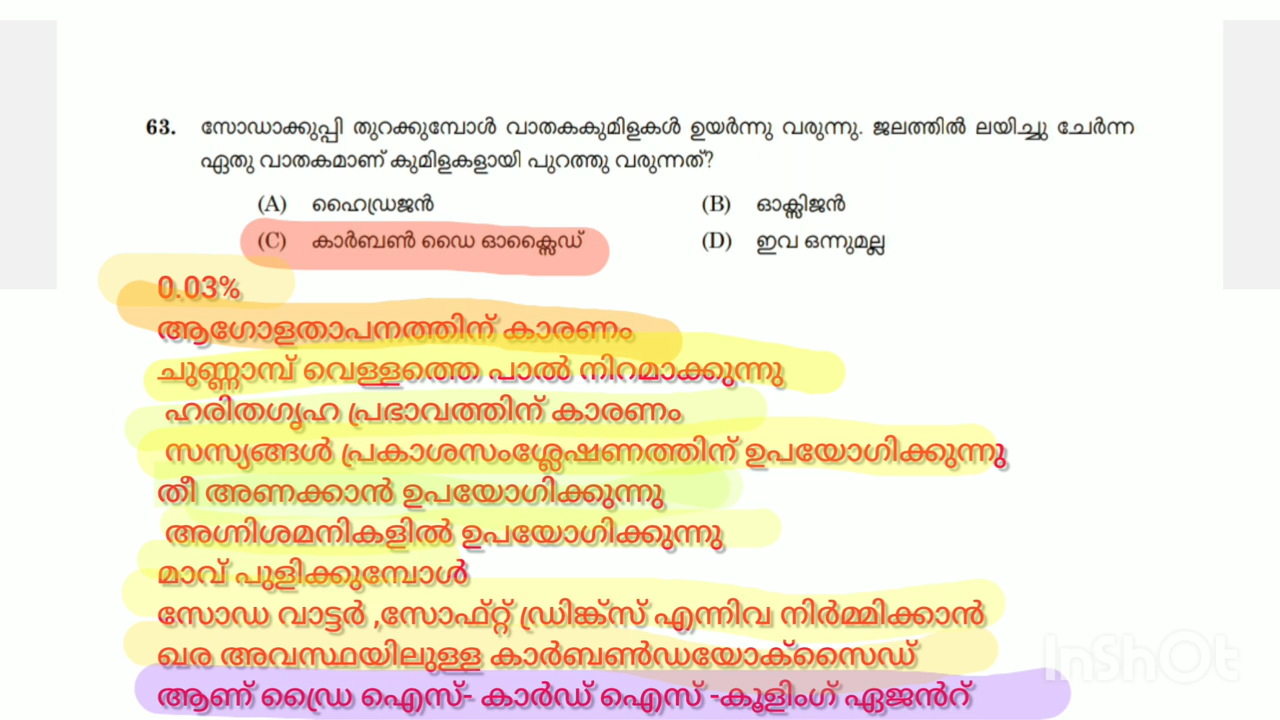 63. സോഡാക്കുപ്പി തുറക്കുമ്പോൾ വാതകകുമിളകൾ ഉയർന്നു വരുന്നു. ജലത്തിൽ ലയിച്ചു ചേർന്ന
ഏതു വാതകമാണ് കുമിളകളായി പുറത്തു വരുന്നത്?
(A) ഹൈഡ്രജൻ (B) ഓക്സിജൻ
(C) കാർബൺ ഡൈ ഓക്സൈഡ് (D) ഇവ ഒന്നുമല്ല
0.03%
ആഗോളതാപനത്തിന് കാരണം
ചുണ്ണാമ്പ് വെള്ളത്തെ പാൽ നിറമാക്കുന്നു
ഹരിതഗൃഹ പ്രഭാവത്തിന് കാരണം
സസ്യങ്ങൾ പ്രകാശസംശ്ലേഷണത്തിന് ഉപയോഗിക്കുന്നു
തീ അണക്കാൻ ഉപയോഗിക്കുന്നു
അഗ്നിശമനികളിൽ ഉപയോഗിക്കുന്നു
മാവ് പുളിക്കുമ്പോൾ
സോഡ വാട്ടർ ,സോഫ്റ്റ് ഡ്രിങ്ക്സ് എന്നിവ നിർമ്മിക്കാൻ
ഖര അവസ്ഥയിലുള്ള കാർബൺഡയോക്സൈഡ്
ആണ് ഡ്രൈ ഐസ്- കാർഡ് ഐസ് -കൂളിംഗ് ഏജൻറ്
InShOt